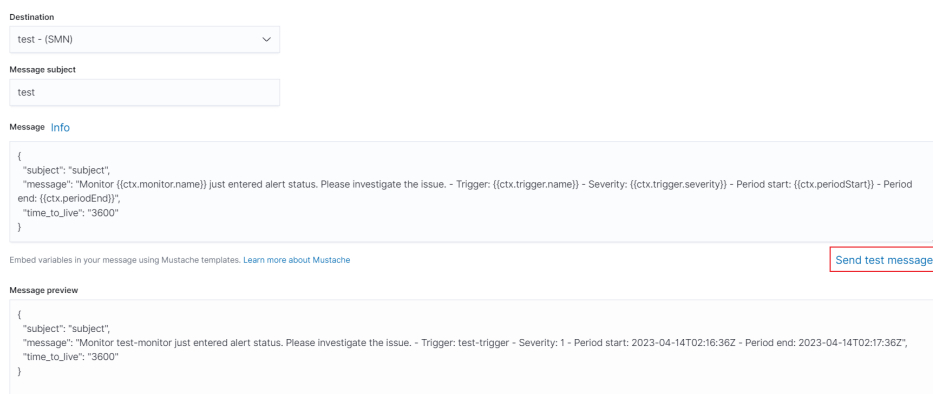 Destination
test - (SMN)
Message subject
test
Message Info
{
"subject": "subject",
"message": "Monitor {{ctx.monitor.name}} just entered alert status. Please investigate the issue. - Trigger: {{ctx.trigger.name}} - Severity: {{ctx.trigger.severity}} - Period start: {{ctx.periodStart}} - Period
end: {{ctx.periodEnd}}",
"time_to_live": "3600"
}
Embed variables in your message using Mustache templates. Learn more about Mustache
Send test message
Message preview
{
"subject": "subject",
"message": "Monitor test-monitor just entered alert status. Please investigate the issue. - Trigger: test-trigger - Severity: 1 - Period start: 2023-04-14T02:16:36Z - Period end: 2023-04-14T02:17:36Z",
"time_to_live": "3600"
}